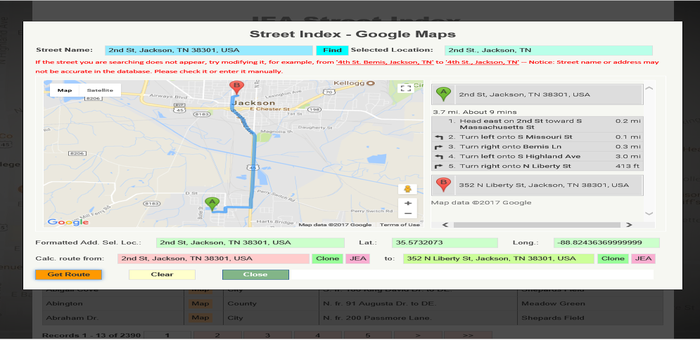 JEA Street Index
Street Index - Google Maps
Street Name: 2nd St, Jackson, TN 38301, USA Find Selected Location: 2nd St., Jackson, TN
If the street you are searching does not appear, try modifying it, for example, from '4th St. Bemis, Jackson, TN' to '4th St., Jackson, TN' -- Notice: Street name or address may
not be accurate in the database. Please check it or enter it manually.
Map Satellite
Kellogg
B
Jackson
E Chester St
A
Harts Bridge
Google
Map data ©2017 Google Terms of Use
A 2nd St, Jackson, TN 38301, USA
3.7 mi. About 9 mins
1. Head east on 2nd St toward S Massachusetts St 0.2 mi
2. Turn left onto S Missouri St 0.1 mi
3. Turn right onto Bemis Ln 0.3 mi
4. Turn left onto S Highland Ave 3.0 mi
5. Turn right onto N Liberty St 413 ft
B 352 N Liberty St, Jackson, TN 38301, USA
Map data ©2017 Google
Formatted Add. Sel. Loc.: 2nd St, Jackson, TN 38301, USA Lat.: 35.5732073 Long.: -88.82436369999999
Calc. route from: 2nd St, Jackson, TN 38301, USA Clone JEA to: 352 N Liberty St, Jackson, TN 38301, USA Clone JEA
Get Route Clear Close
Abington Map County N. fr. 91 Augusta Dr. to DE. Meadow Green
Abraham Dr. Map City N. fr. 200 Passmore Lane. Shepards Field
Records 1 - 13 of 2390 1 2 3 4 5 > >>